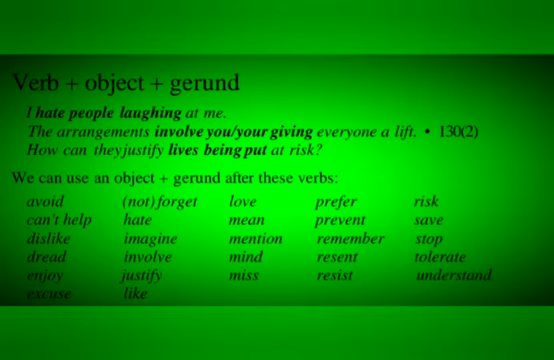 Verb + object + gerund
I hate people laughing at me.
The arrangements involve you/your giving everyone a lift. • 130(2)
How can theyjustify lives being put at risk?
We can use an object + gerund after these verbs:
avoid (not) forget love prefer risk
can't help hate mean prevent save
dislike imagine mention remember stop
dread involve mind resent tolerate
enjoy justify miss resist understand
excuse like